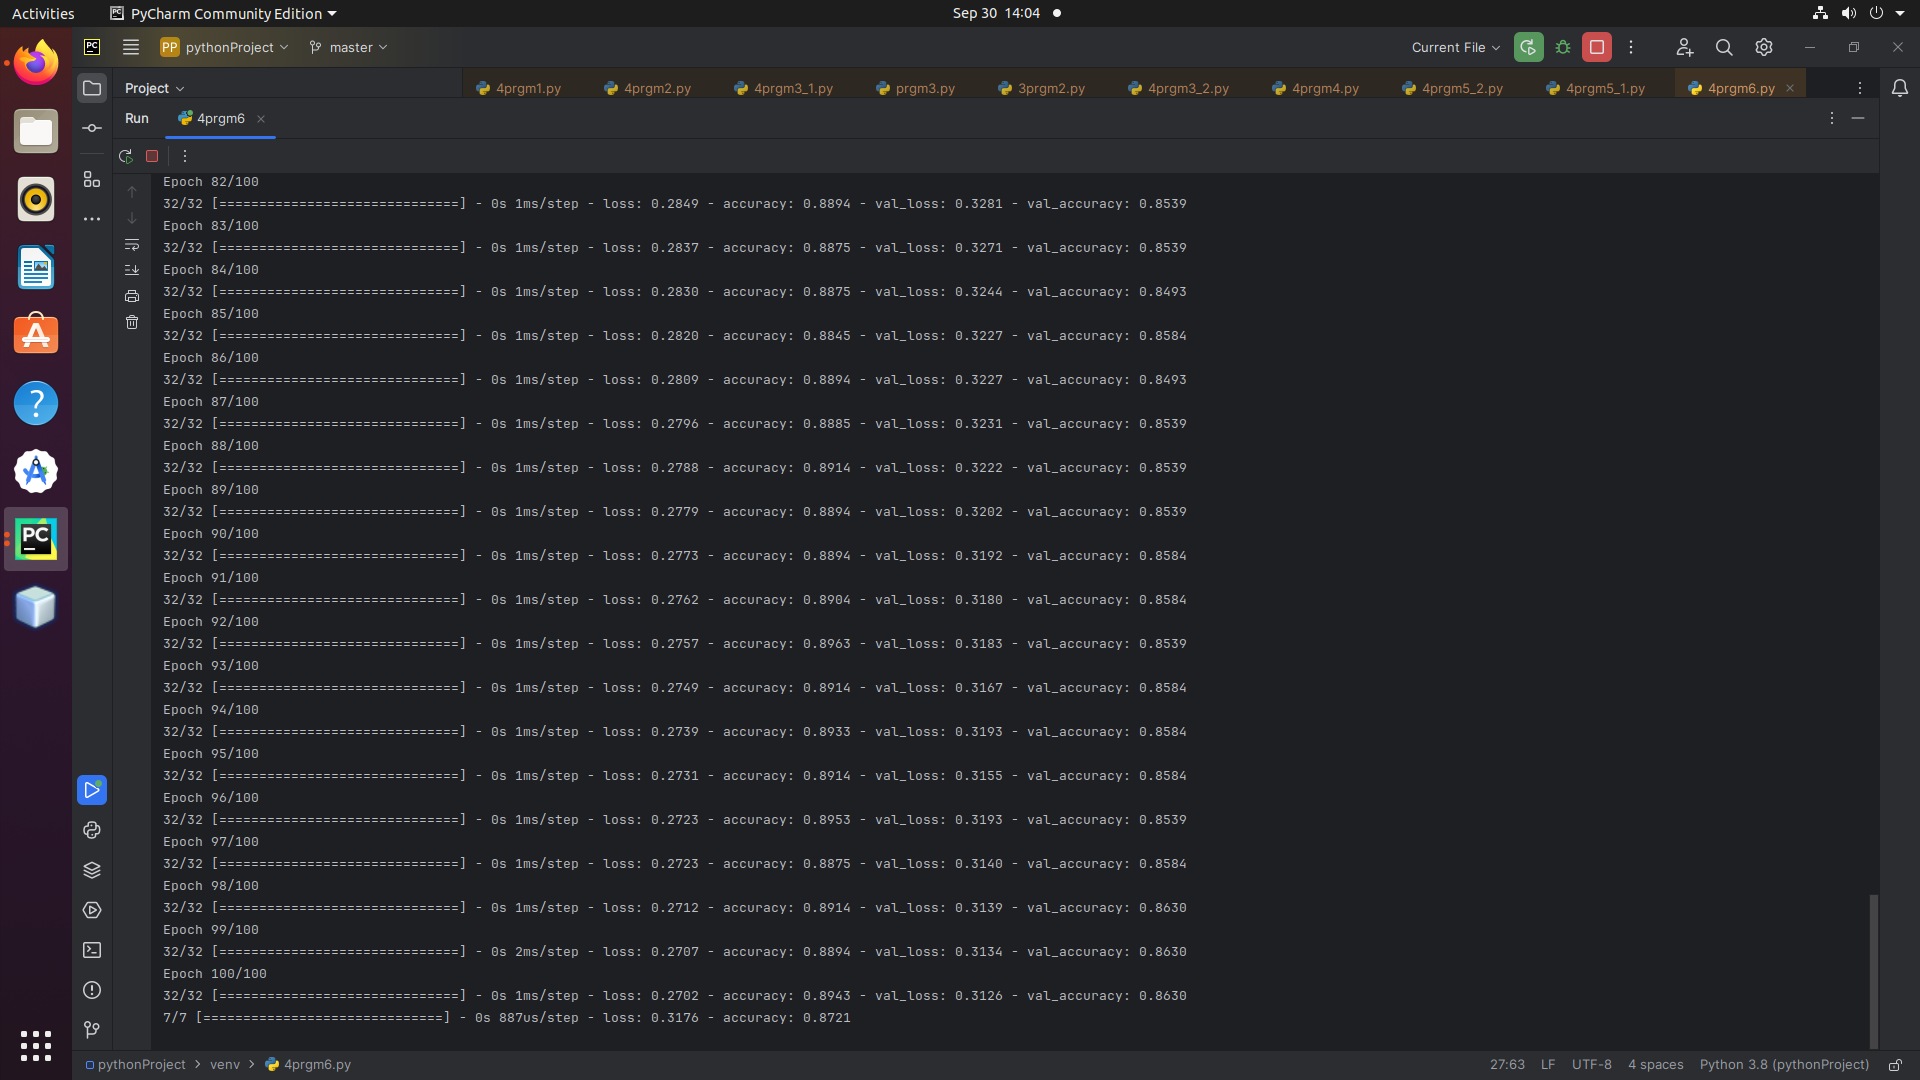 Activities PyCharm Community Edition Sep 30 14:04
PC PP pythonProject master Current File
Project 4prgm1.py 4prgm2.py 4prgm3_1.py prgm3.py 3prgm2.py 4prgm3_2.py 4prgm4.py 4prgm5_2.py 4prgm5_1.py 4prgm6.py
Run 4prgm6
Epoch 82/100
32/32 [==============================] - 0s 1ms/step - loss: 0.2849 - accuracy: 0.8894 - val_loss: 0.3281 - val_accuracy: 0.8539
Epoch 83/100
32/32 [==============================] - 0s 1ms/step - loss: 0.2837 - accuracy: 0.8875 - val_loss: 0.3271 - val_accuracy: 0.8539
Epoch 84/100
32/32 [==============================] - 0s 1ms/step - loss: 0.2830 - accuracy: 0.8875 - val_loss: 0.3244 - val_accuracy: 0.8493
Epoch 85/100
32/32 [==============================] - 0s 1ms/step - loss: 0.2820 - accuracy: 0.8845 - val_loss: 0.3227 - val_accuracy: 0.8584
Epoch 86/100
32/32 [==============================] - 0s 1ms/step - loss: 0.2809 - accuracy: 0.8894 - val_loss: 0.3227 - val_accuracy: 0.8493
Epoch 87/100
32/32 [==============================] - 0s 1ms/step - loss: 0.2796 - accuracy: 0.8885 - val_loss: 0.3231 - val_accuracy: 0.8539
Epoch 88/100
32/32 [==============================] - 0s 1ms/step - loss: 0.2788 - accuracy: 0.8914 - val_loss: 0.3222 - val_accuracy: 0.8539
Epoch 89/100
32/32 [==============================] - 0s 1ms/step - loss: 0.2779 - accuracy: 0.8894 - val_loss: 0.3202 - val_accuracy: 0.8539
Epoch 90/100
32/32 [==============================] - 0s 1ms/step - loss: 0.2773 - accuracy: 0.8894 - val_loss: 0.3192 - val_accuracy: 0.8584
Epoch 91/100
32/32 [==============================] - 0s 1ms/step - loss: 0.2762 - accuracy: 0.8904 - val_loss: 0.3180 - val_accuracy: 0.8584
Epoch 92/100
32/32 [==============================] - 0s 1ms/step - loss: 0.2757 - accuracy: 0.8963 - val_loss: 0.3183 - val_accuracy: 0.8539
Epoch 93/100
32/32 [==============================] - 0s 1ms/step - loss: 0.2749 - accuracy: 0.8914 - val_loss: 0.3167 - val_accuracy: 0.8584
Epoch 94/100
32/32 [==============================] - 0s 1ms/step - loss: 0.2739 - accuracy: 0.8933 - val_loss: 0.3193 - val_accuracy: 0.8584
Epoch 95/100
32/32 [==============================] - 0s 1ms/step - loss: 0.2731 - accuracy: 0.8914 - val_loss: 0.3155 - val_accuracy: 0.8584
Epoch 96/100
32/32 [==============================] - 0s 1ms/step - loss: 0.2723 - accuracy: 0.8953 - val_loss: 0.3193 - val_accuracy: 0.8539
Epoch 97/100
32/32 [==============================] - 0s 1ms/step - loss: 0.2723 - accuracy: 0.8875 - val_loss: 0.3140 - val_accuracy: 0.8584
Epoch 98/100
32/32 [==============================] - 0s 1ms/step - loss: 0.2712 - accuracy: 0.8914 - val_loss: 0.3139 - val_accuracy: 0.8630
Epoch 99/100
32/32 [==============================] - 0s 2ms/step - loss: 0.2707 - accuracy: 0.8894 - val_loss: 0.3134 - val_accuracy: 0.8630
Epoch 100/100
32/32 [==============================] - 0s 1ms/step - loss: 0.2702 - accuracy: 0.8943 - val_loss: 0.3126 - val_accuracy: 0.8630
7/7 [==============================] - 0s 887us/step - loss: 0.3176 - accuracy: 0.8721
pythonProject > venv > 4prgm6.py 27:63 LF UTF-8 4 spaces Python 3.8 (pythonProject)